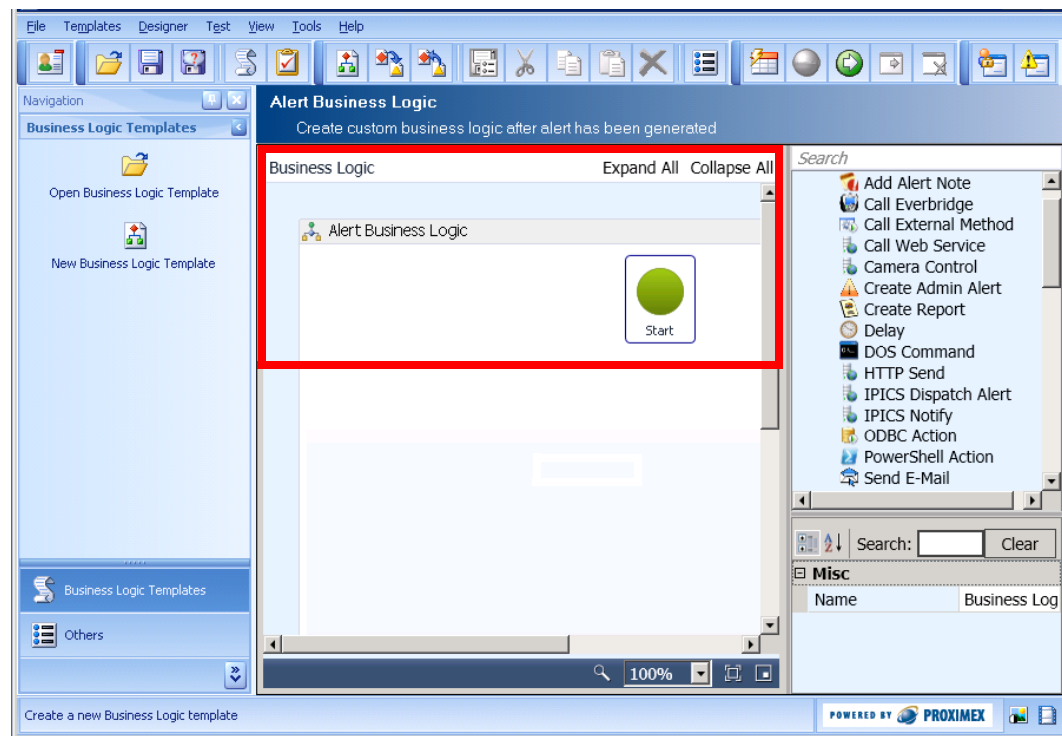 File Templates Designer Test View Tools Help
Navigation
Business Logic Templates
Open Business Logic Template
New Business Logic Template
Business Logic Templates
Others
Alert Business Logic
Create custom business logic after alert has been generated
Business Logic Expand All Collapse All
Alert Business Logic
Start
100%
Search
Add Alert Note
Call Everbridge
Call External Method
Call Web Service
Camera Control
Create Admin Alert
Create Report
Delay
DOS Command
HTTP Send
IPICS Dispatch Alert
IPICS Notify
ODBC Action
PowerShell Action
Send E-Mail
Search: Clear
Misc
Name Business Log
Create a new Business Logic template
POWERED BY PROXIMEX